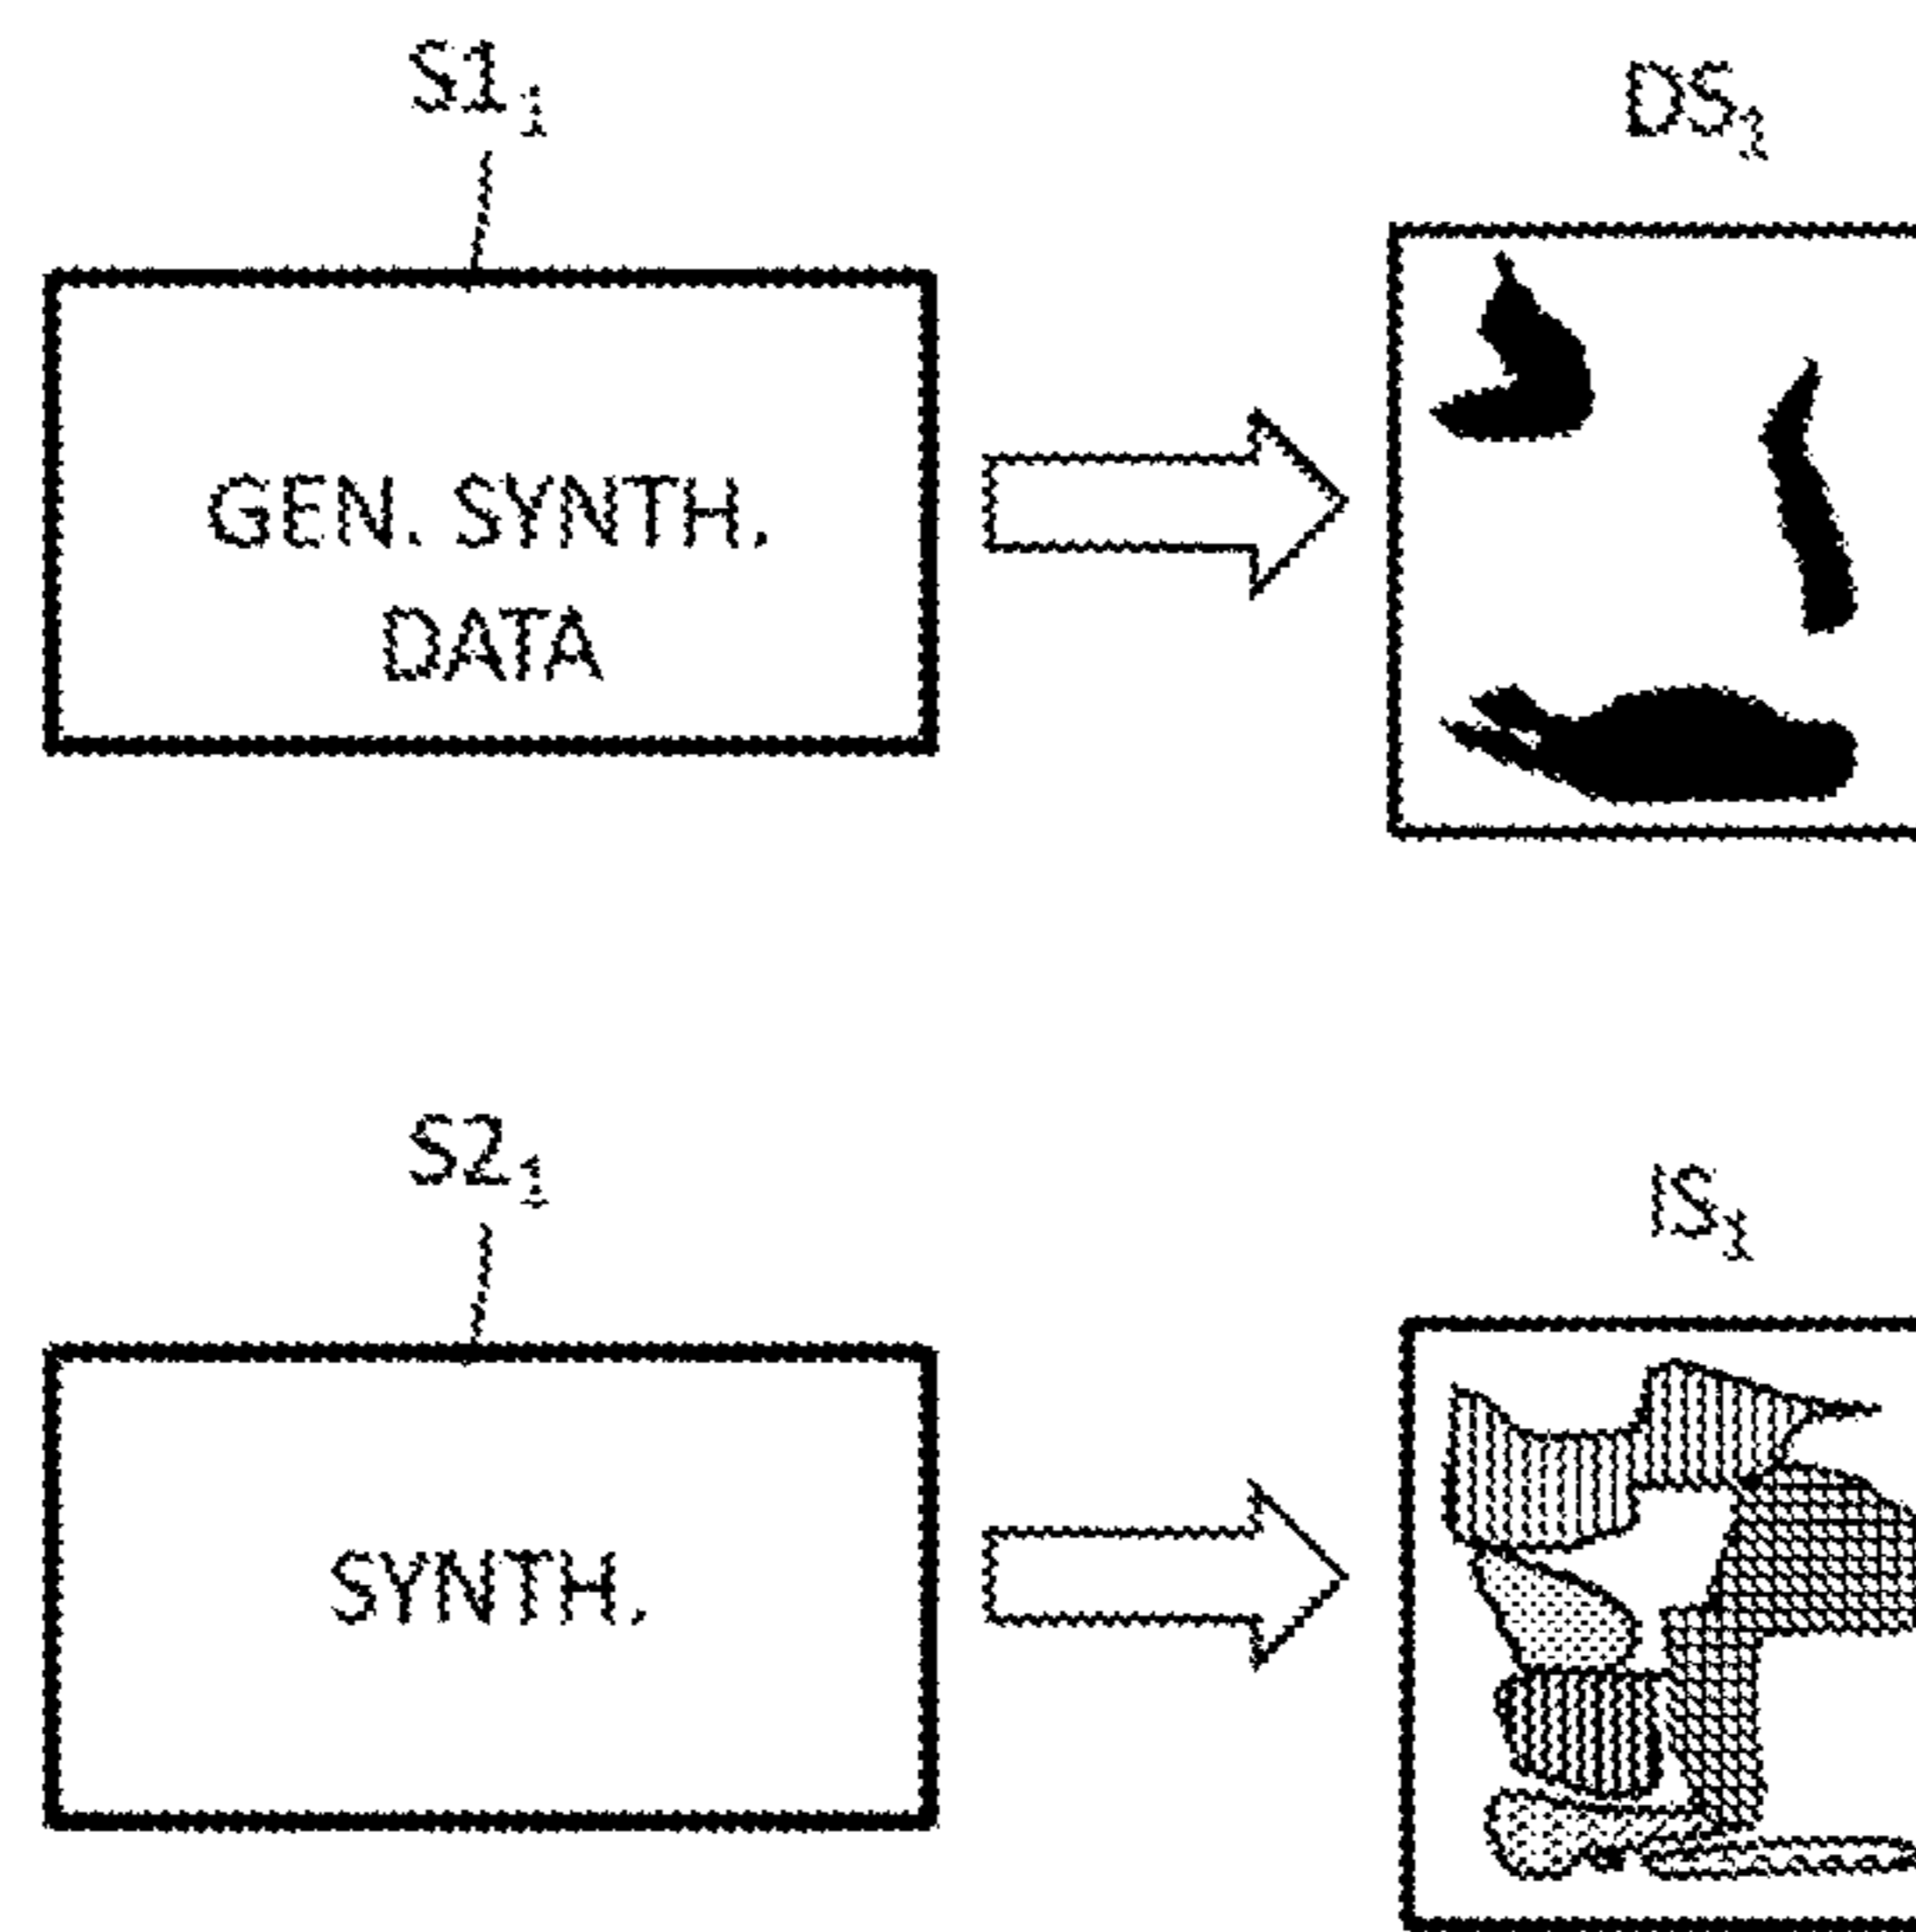 S1₁
DS₁
GEN. SYNTH.
DATA
S2₁
IS₁
SYNTH.